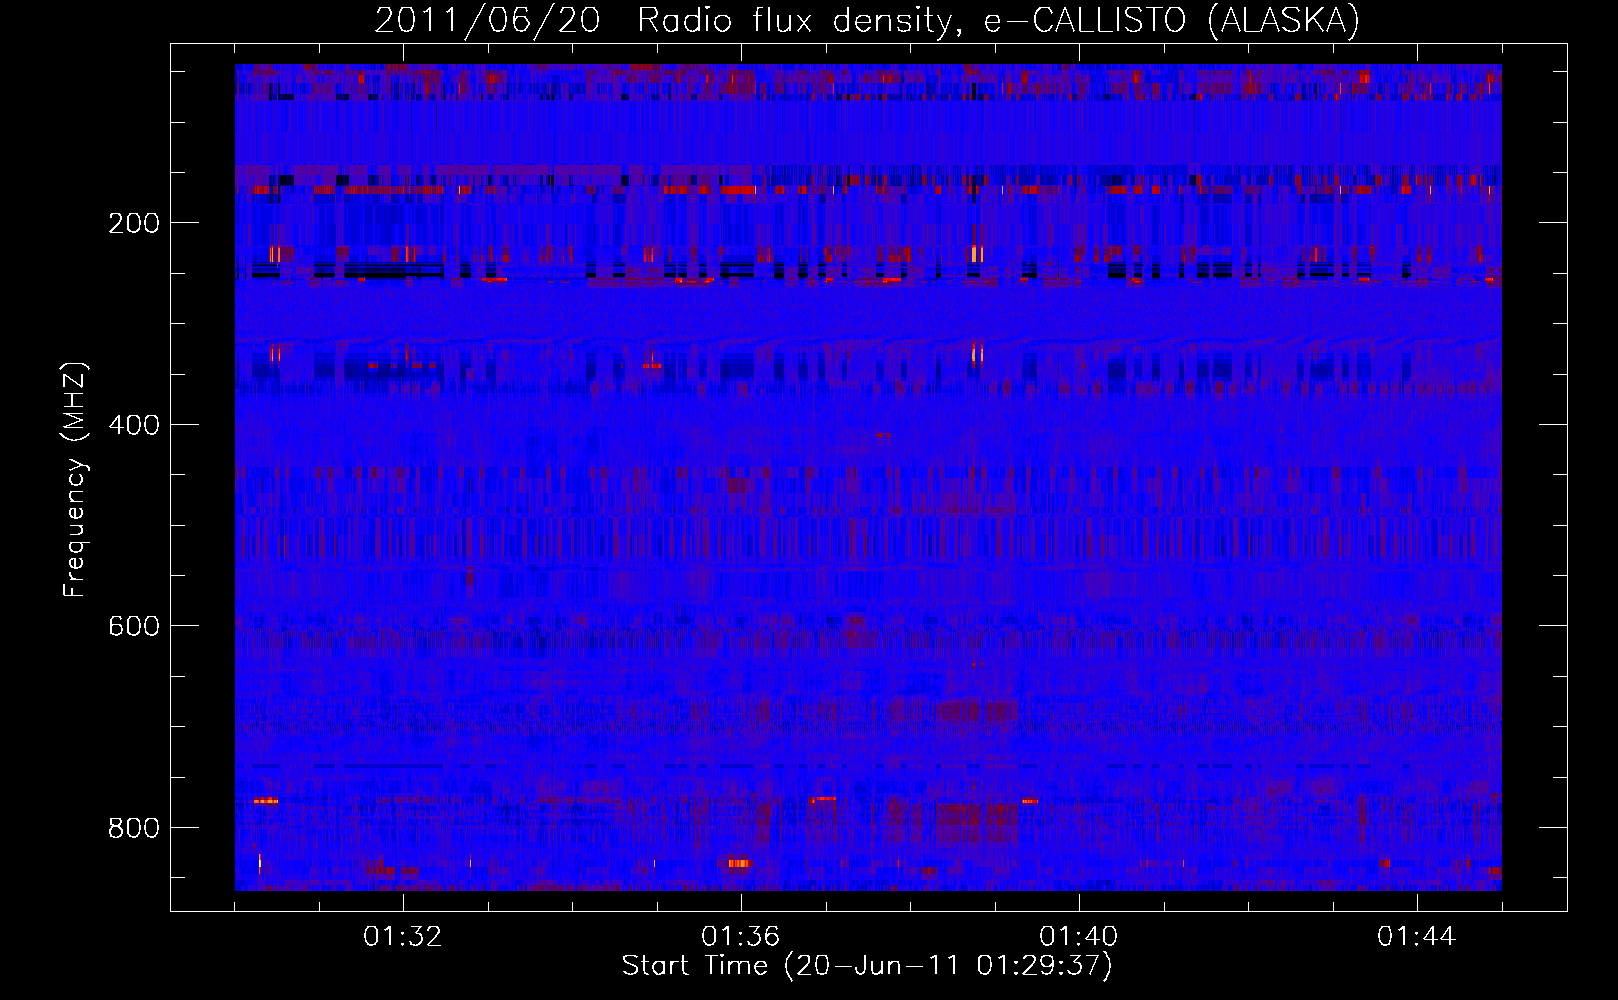 2011/06/20  Radio flux density, e-CALLISTO (ALASKA)
200
400
600
800
Frequency (MHZ)
01:32 01:36 01:40 01:44
Start Time (20-Jun-11 01:29:37)